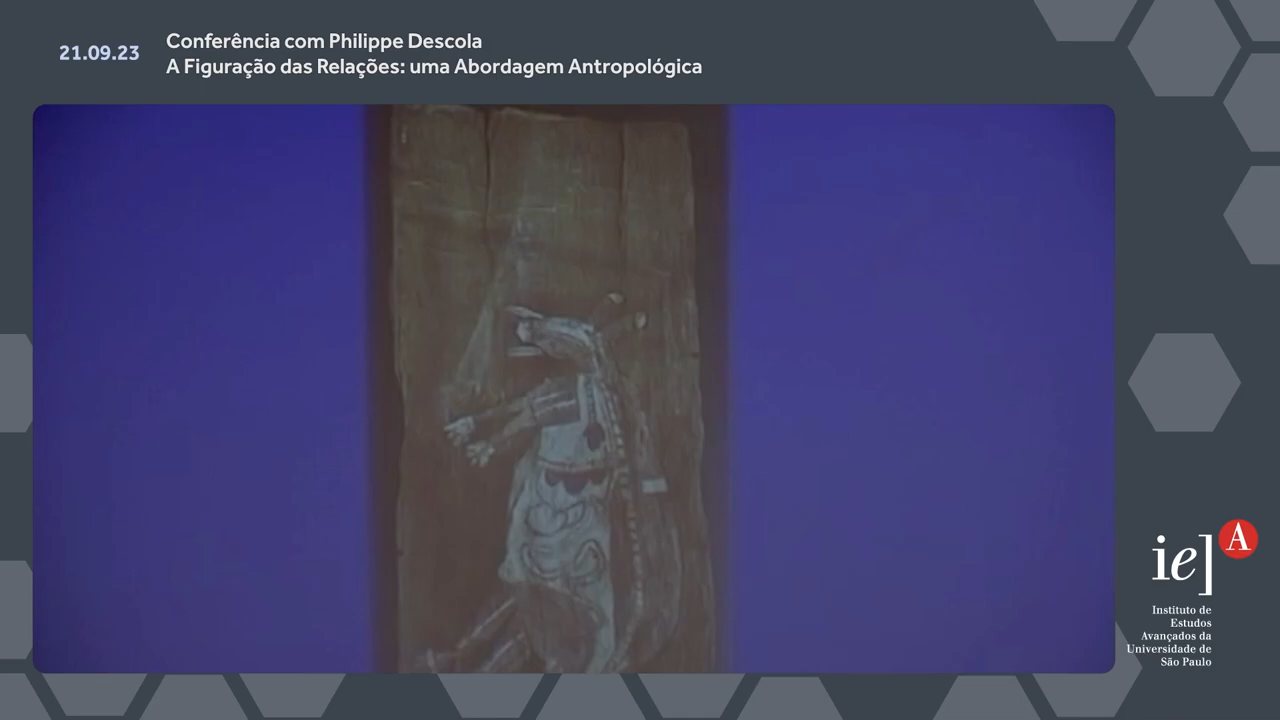 21.09.23
Conferência com Philippe Descola
A Figuração das Relações: uma Abordagem Antropológica
ie]A
Instituto de
Estudos
Avançados da
Universidade de
São Paulo